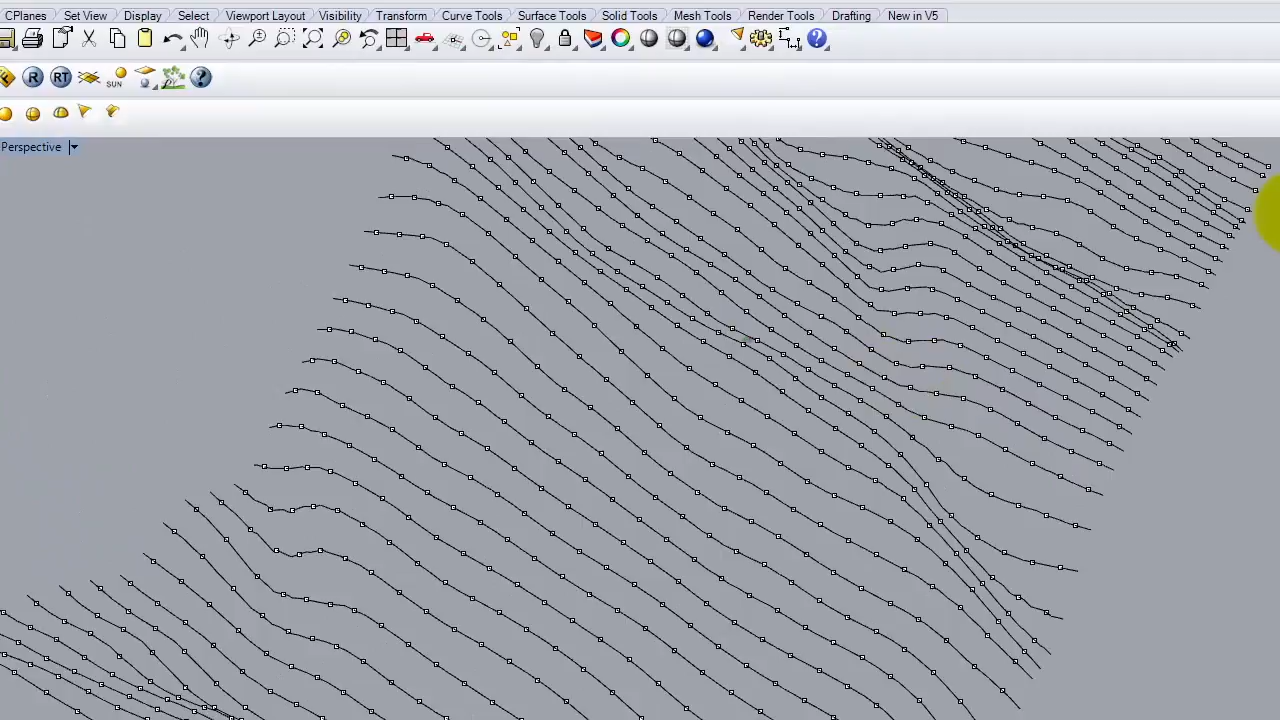 CPlanes Set View Display Select Viewport Layout Visibility Transform Curve Tools Surface Tools Solid Tools Mesh Tools Render Tools Drafting New in V5
R RT SUN ?
Perspective